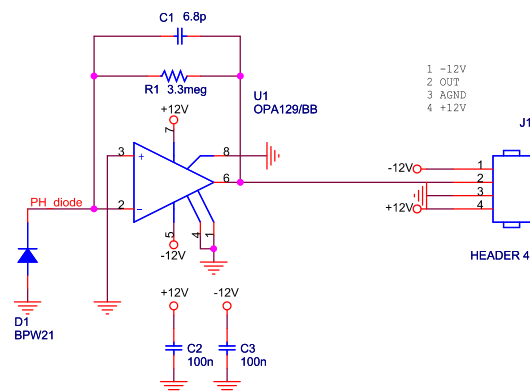 C1 6.8p
R1 3.3meg
U1
OPA129/BB
+12V
7
3
+
8
6
2
-
PH_diode
5
-12V
4
1
D1
BPW21
+12V
-12V
C2
100n
C3
100n
1 -12V
2 OUT
3 AGND
4 +12V
J1
-12V
1
2
3
+12V
4
HEADER 4